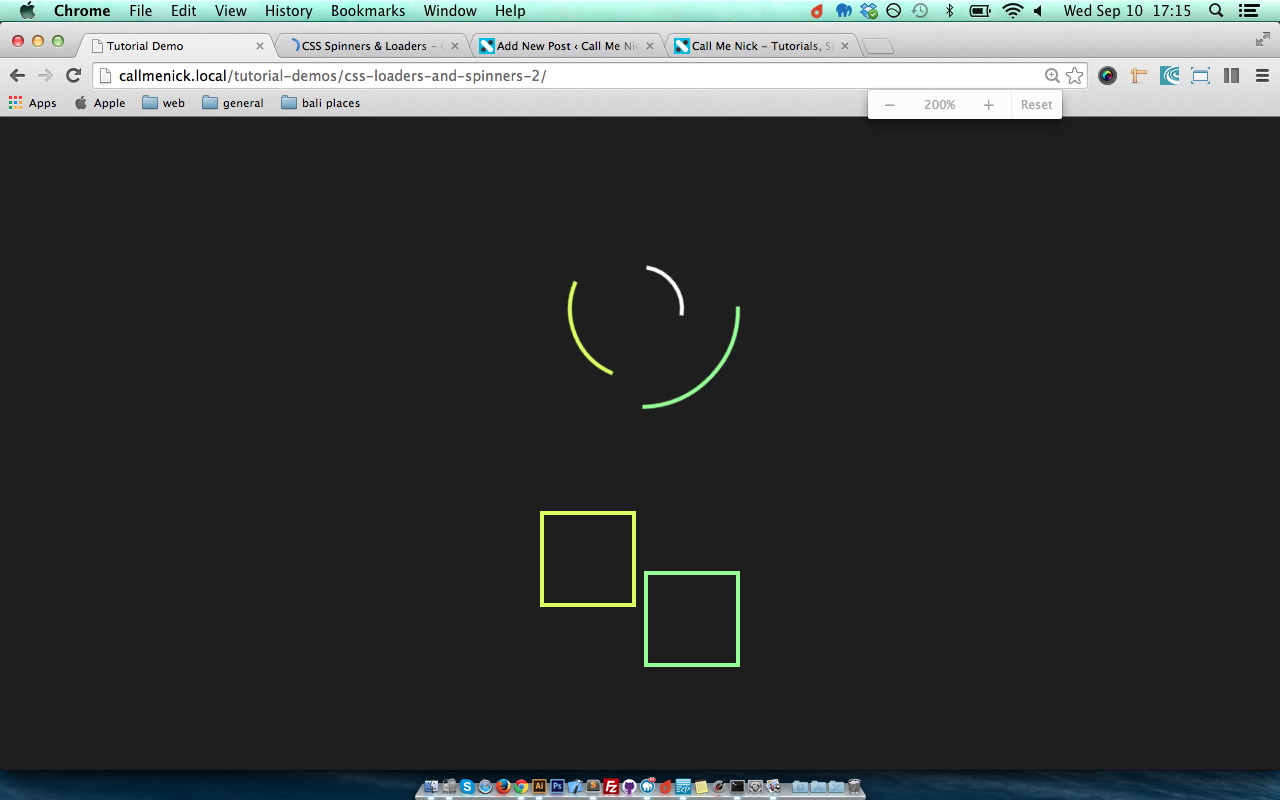 Chrome File Edit View History Bookmarks Window Help Wed Sep 10 17:15
Tutorial Demo
CSS Spinners & Loaders –
Add New Post ‹ Call Me Nic
Call Me Nick – Tutorials, S
callmenick.local/tutorial-demos/css-loaders-and-spinners-2/
Apps Apple web general bali places
− 200% + Reset